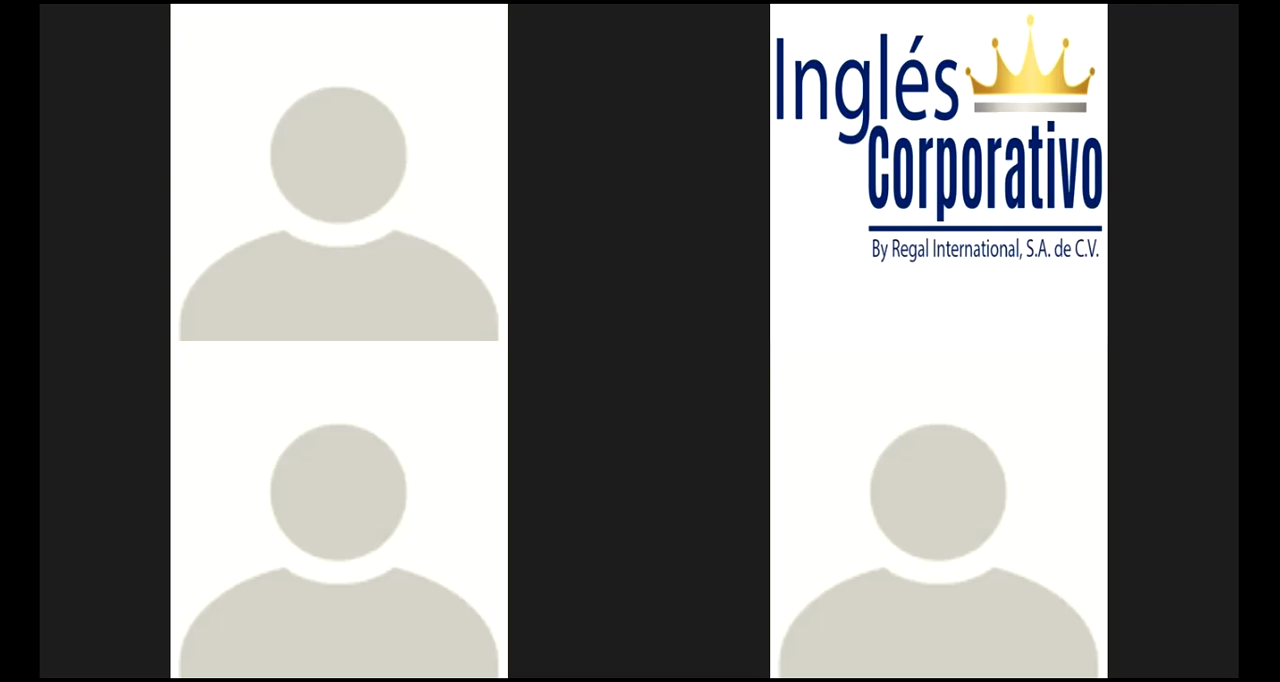 Inglés
Corporativo
By Regal International, S.A. de C.V.